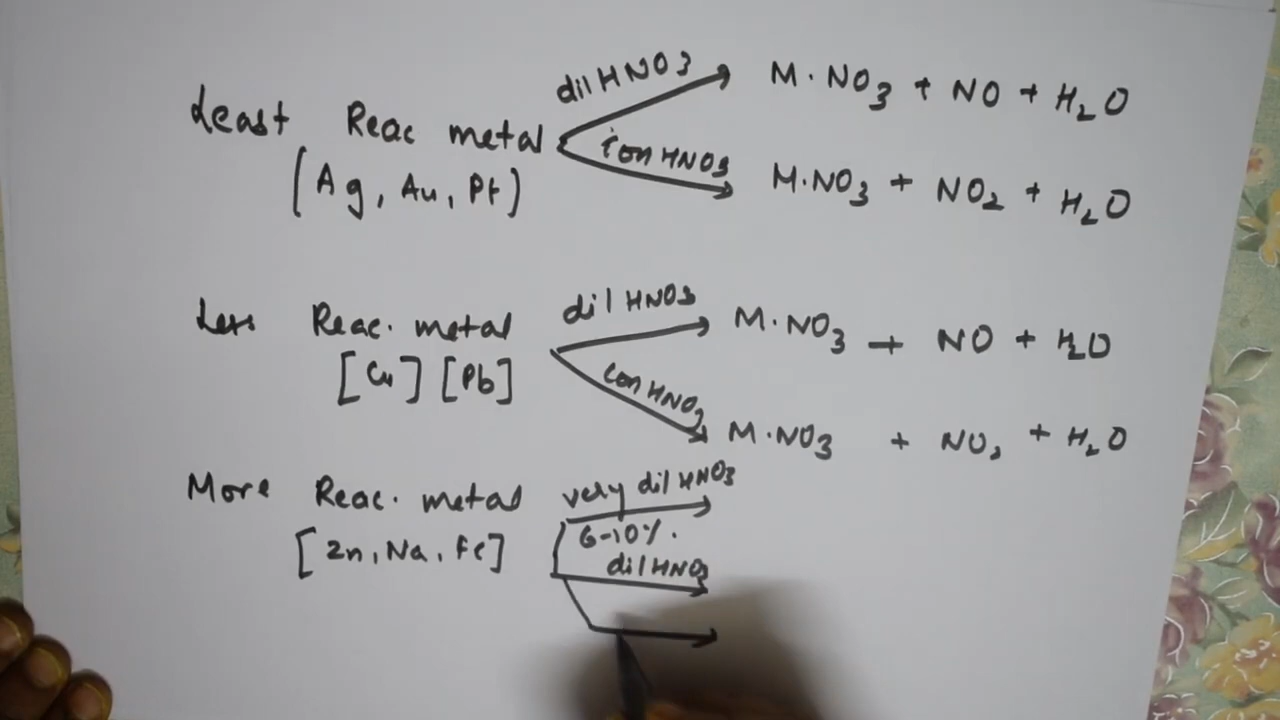 dil HNO3
Least Reac metal
M·NO3 + NO + H2O
con HNO3
[Ag, Au, Pt)
M·NO3 + NO2 + H2O
Less Reac. metal
dil HNO3
M·NO3 + NO + H2O
[Cu] [Pb]
con HNO3
M·NO3 + NO2 + H2O
More Reac. metal
very dil HNO3
[Zn, Na, Fe]
6-10%.
dil HNO3